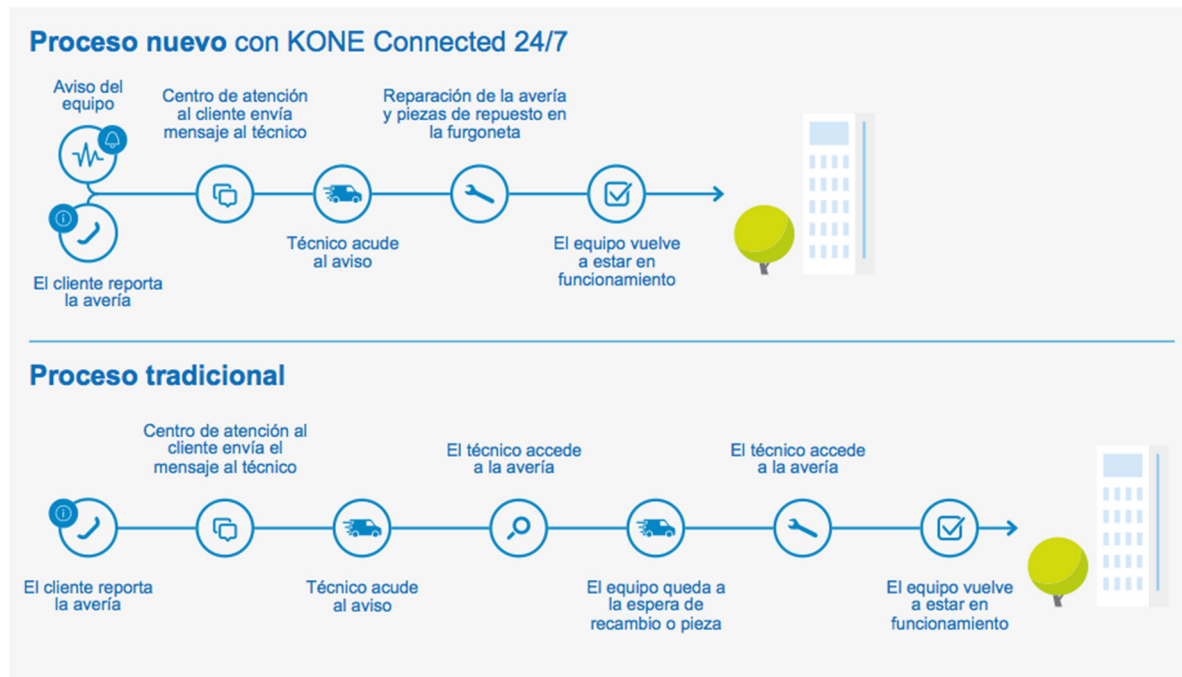 Proceso nuevo con KONE Connected 24/7
Aviso del
equipo
Centro de atención
al cliente envía
mensaje al técnico
Reparación de la avería
y piezas de repuesto en
la furgoneta
Técnico acude
al aviso
El equipo vuelve
a estar en
funcionamiento
El cliente reporta
la avería
Proceso tradicional
Centro de atención al
cliente envía el
mensaje al técnico
El técnico accede
a la avería
El técnico accede
a la avería
El cliente reporta
la avería
Técnico acude
al aviso
El equipo queda a
la espera de
recambio o pieza
El equipo vuelve
a estar en
funcionamiento